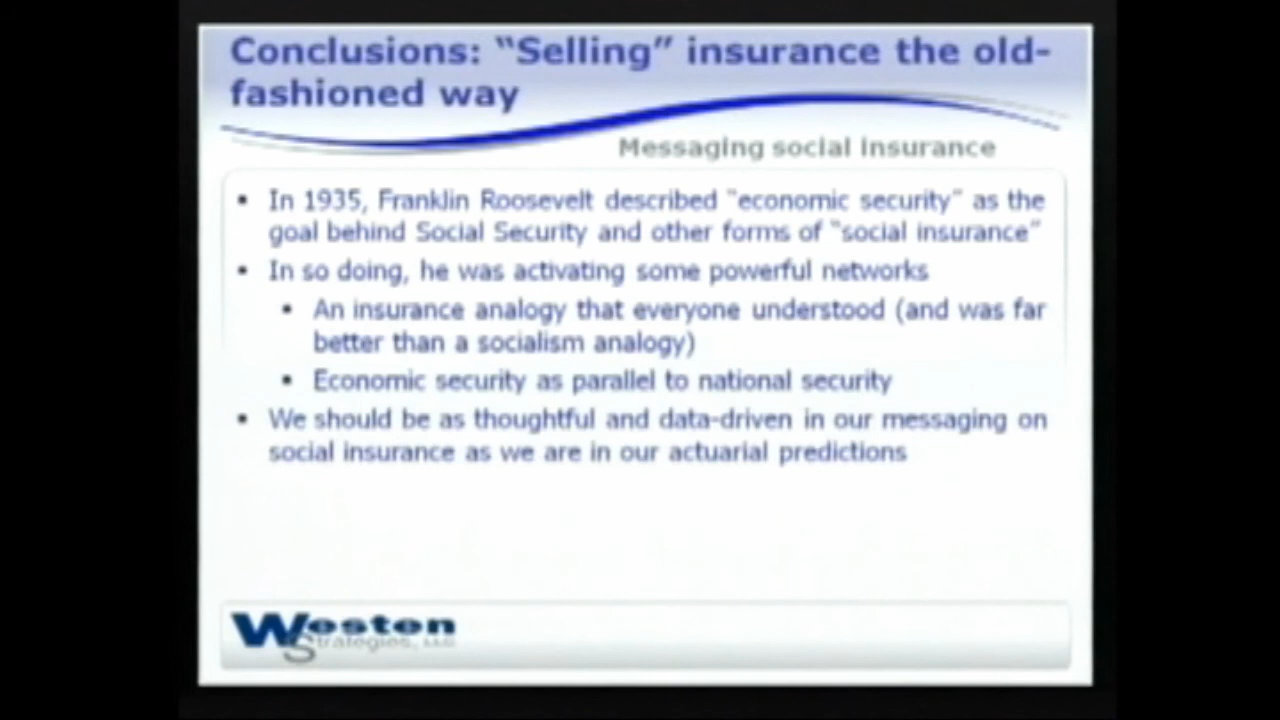 Conclusions: “Selling” insurance the old-
fashioned way
Messaging social insurance
▪ In 1935, Franklin Roosevelt described “economic security” as the
goal behind Social Security and other forms of “social insurance”
▪ In so doing, he was activating some powerful networks
▪ An insurance analogy that everyone understood (and was far
better than a socialism analogy)
▪ Economic security as parallel to national security
▪ We should be as thoughtful and data-driven in our messaging on
social insurance as we are in our actuarial predictions
Westen
Strategies, LLC